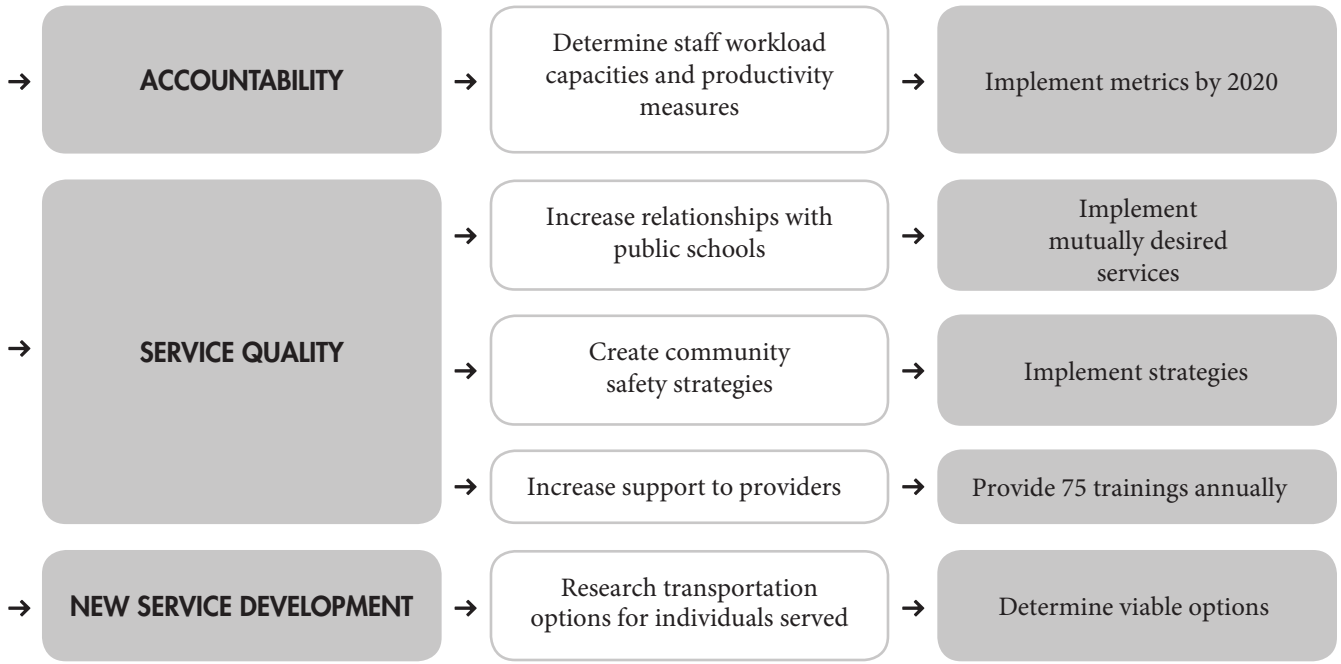 ACCOUNTABILITY
Determine staff workload
capacities and productivity
measures
Implement metrics by 2020
SERVICE QUALITY
Increase relationships with
public schools
Implement
mutually desired
services
Create community
safety strategies
Implement strategies
Increase support to providers
Provide 75 trainings annually
NEW SERVICE DEVELOPMENT
Research transportation
options for individuals served
Determine viable options